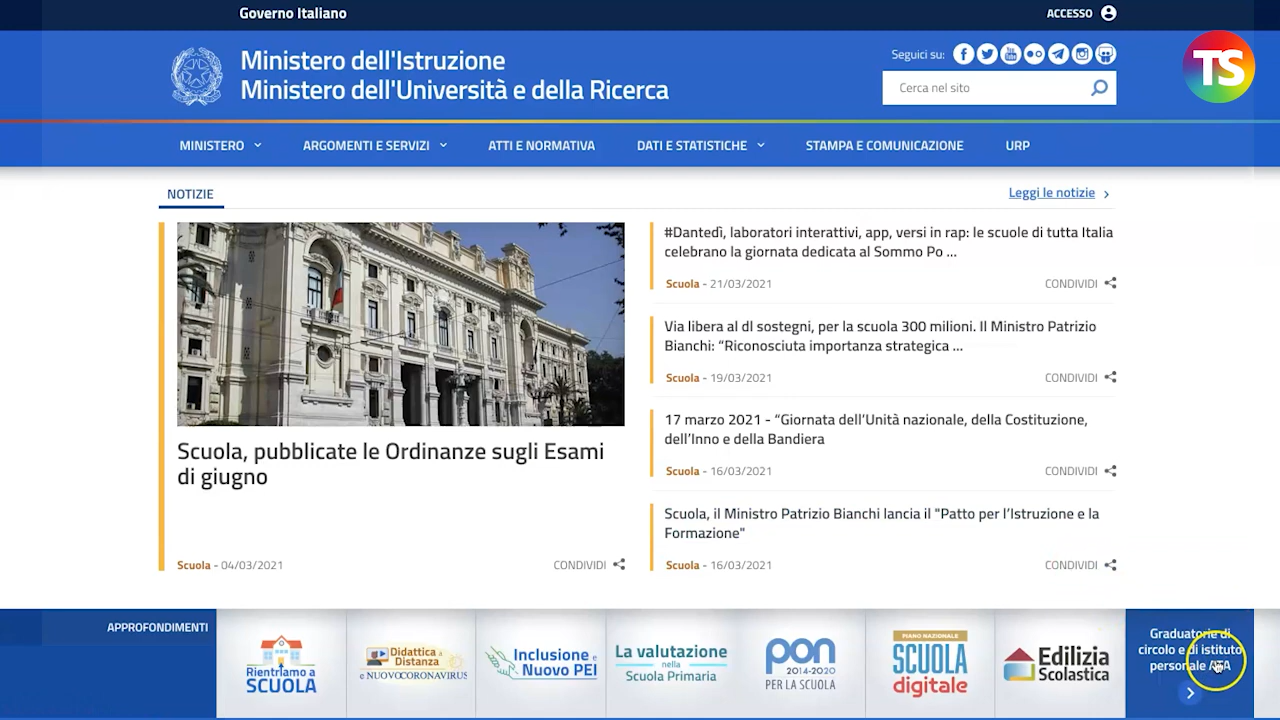 Governo Italiano
ACCESSO
Ministero dell'Istruzione
Ministero dell'Università e della Ricerca
Seguici su:
You
Tube
Cerca nel sito
TS
MINISTERO
ARGOMENTI E SERVIZI
ATTI E NORMATIVA
DATI E STATISTICHE
STAMPA E COMUNICAZIONE
URP
NOTIZIE
Leggi le notizie
Scuola, pubblicate le Ordinanze sugli Esami
di giugno
Scuola - 04/03/2021
CONDIVIDI
#Dantedì, laboratori interattivi, app, versi in rap: le scuole di tutta Italia
celebrano la giornata dedicata al Sommo Po ...
Scuola - 21/03/2021
CONDIVIDI
Via libera al dl sostegni, per la scuola 300 milioni. Il Ministro Patrizio
Bianchi: “Riconosciuta importanza strategica ...
Scuola - 19/03/2021
CONDIVIDI
17 marzo 2021 - “Giornata dell’Unità nazionale, della Costituzione,
dell’Inno e della Bandiera
Scuola - 16/03/2021
CONDIVIDI
Scuola, il Ministro Patrizio Bianchi lancia il "Patto per l’Istruzione e la
Formazione"
Scuola - 16/03/2021
CONDIVIDI
APPROFONDIMENTI
Rientriamo a
SCUOLA
Didattica a
Distanza
e NUOVO CORONAVIRUS
Inclusione e
Nuovo PEI
La valutazione
nella
Scuola Primaria
pon
2014-2020
PER LA SCUOLA
PIANO NAZIONALE
SCUOLA
digitale
Edilizia
Scolastica
Graduatorie di
circolo e di istituto
personale ATA